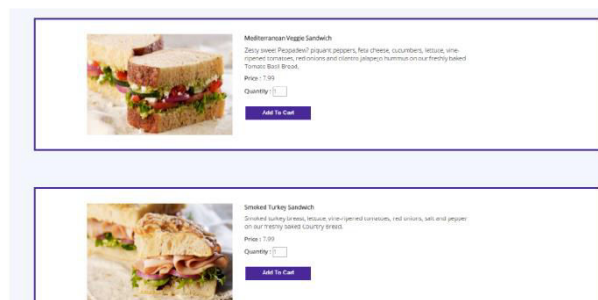 Mediterranean Veggie Sandwich
Zesty sweet Peppadew? piquant peppers, feta cheese, cucumbers, lettuce, vine-
ripened tomatoes, red onions and cilantro jalape?o hummus on our freshly baked
Tomato Basil Bread.
Price : 7.99
Quantity : 1
Add To Cart
Smoked Turkey Sandwich
Smoked turkey breast, lettuce, vine-ripened tomatoes, red onions, salt and pepper
on our freshly baked Country Bread.
Price : 7.99
Quantity : 1
Add To Cart